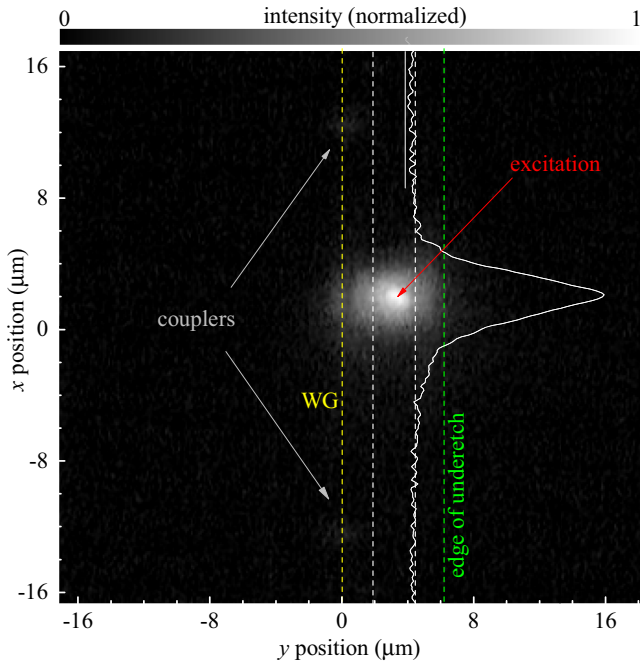 intensity (normalized)
0 1
16
8
0
-8
-16
x position (μm)
excitation
couplers
WG
edge of underetch
-16 -8 0 8 16
y position (μm)